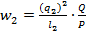 w₂ = (q₂)²/l₂ · Q/P